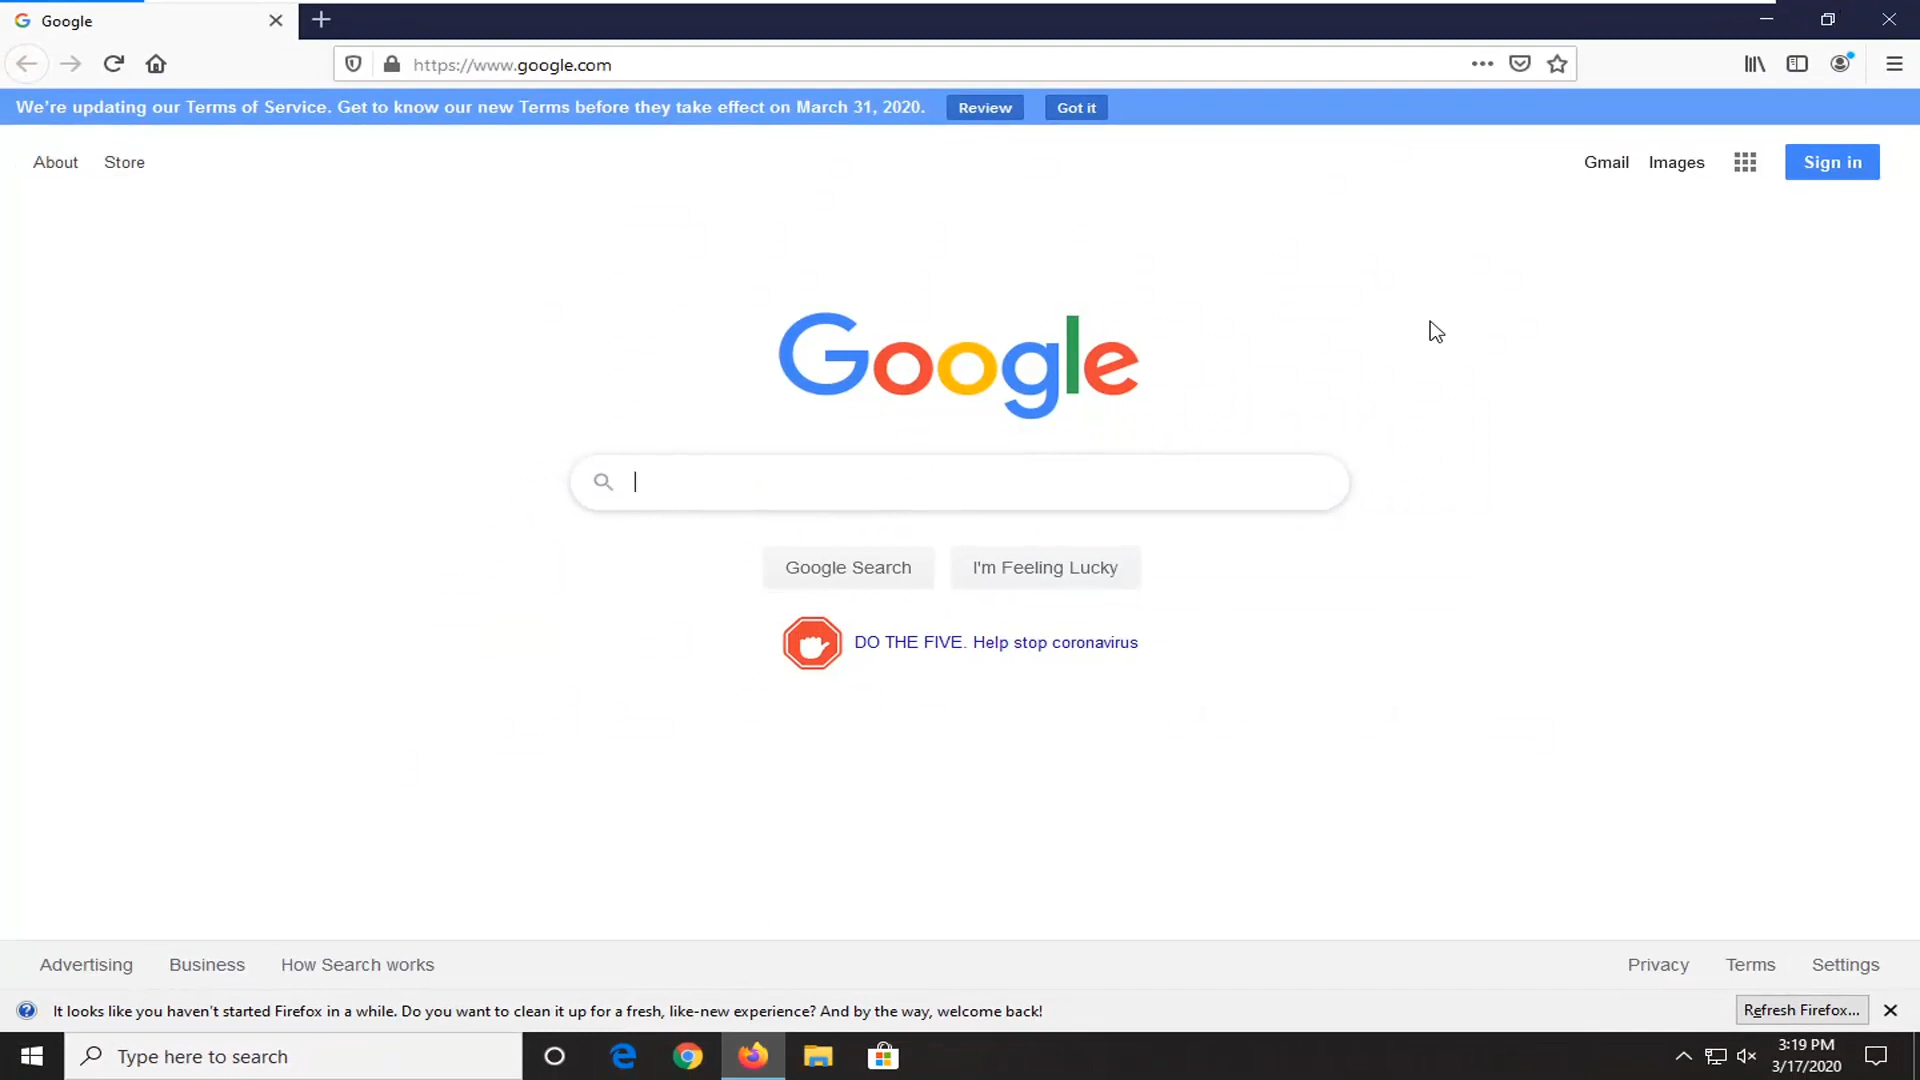 Google
https://www.google.com
We're updating our Terms of Service. Get to know our new Terms before they take effect on March 31, 2020. Review Got it
About Store Gmail Images Sign in
Google
Google Search I'm Feeling Lucky
DO THE FIVE. Help stop coronavirus
Advertising Business How Search works Privacy Terms Settings
It looks like you haven't started Firefox in a while. Do you want to clean it up for a fresh, like-new experience? And by the way, welcome back! Refresh Firefox...
Type here to search 3:19 PM
3/17/2020